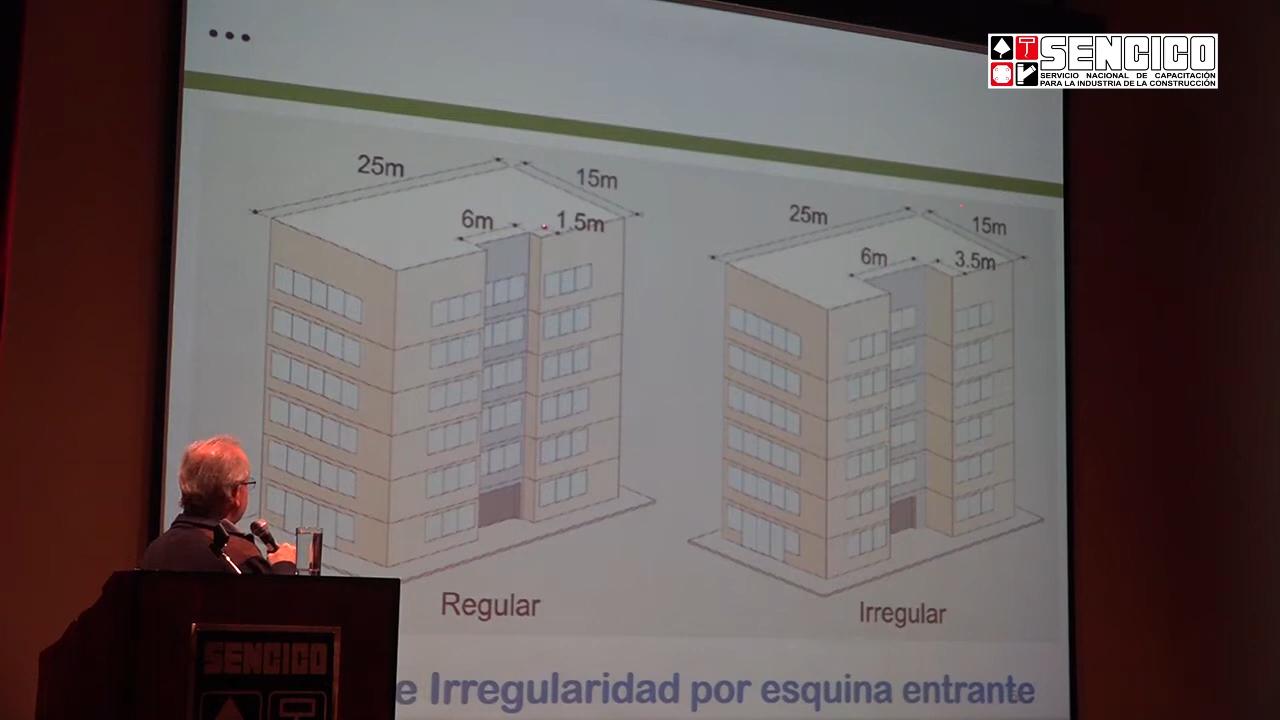 SENCICO
SERVICIO NACIONAL DE CAPACITACIÓN
PARA LA INDUSTRIA DE LA CONSTRUCCIÓN
...
25m
15m
6m
1.5m
25m
15m
6m
3.5m
Regular
Irregular
e Irregularidad por esquina entrante
SENCICO